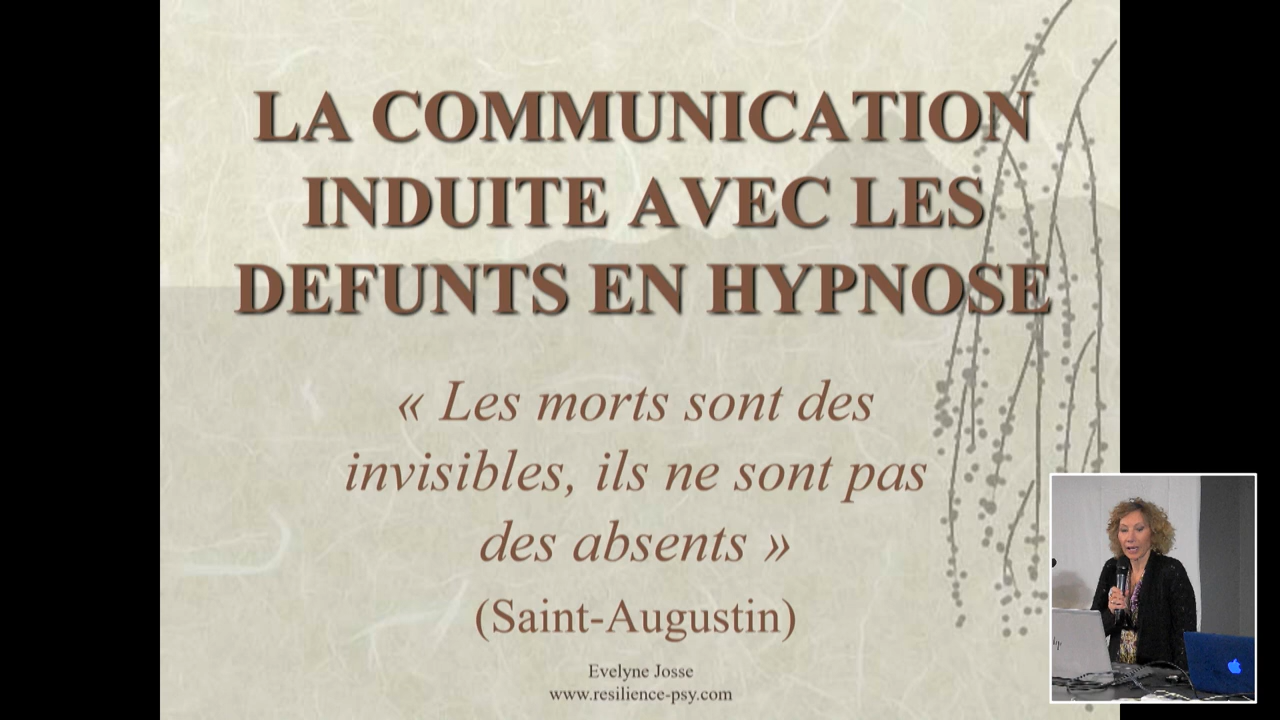 LA COMMUNICATION
INDUITE AVEC LES
DEFUNTS EN HYPNOSE
« Les morts sont des
invisibles, ils ne sont pas
des absents »
(Saint-Augustin)
Evelyne Josse
www.resilience-psy.com